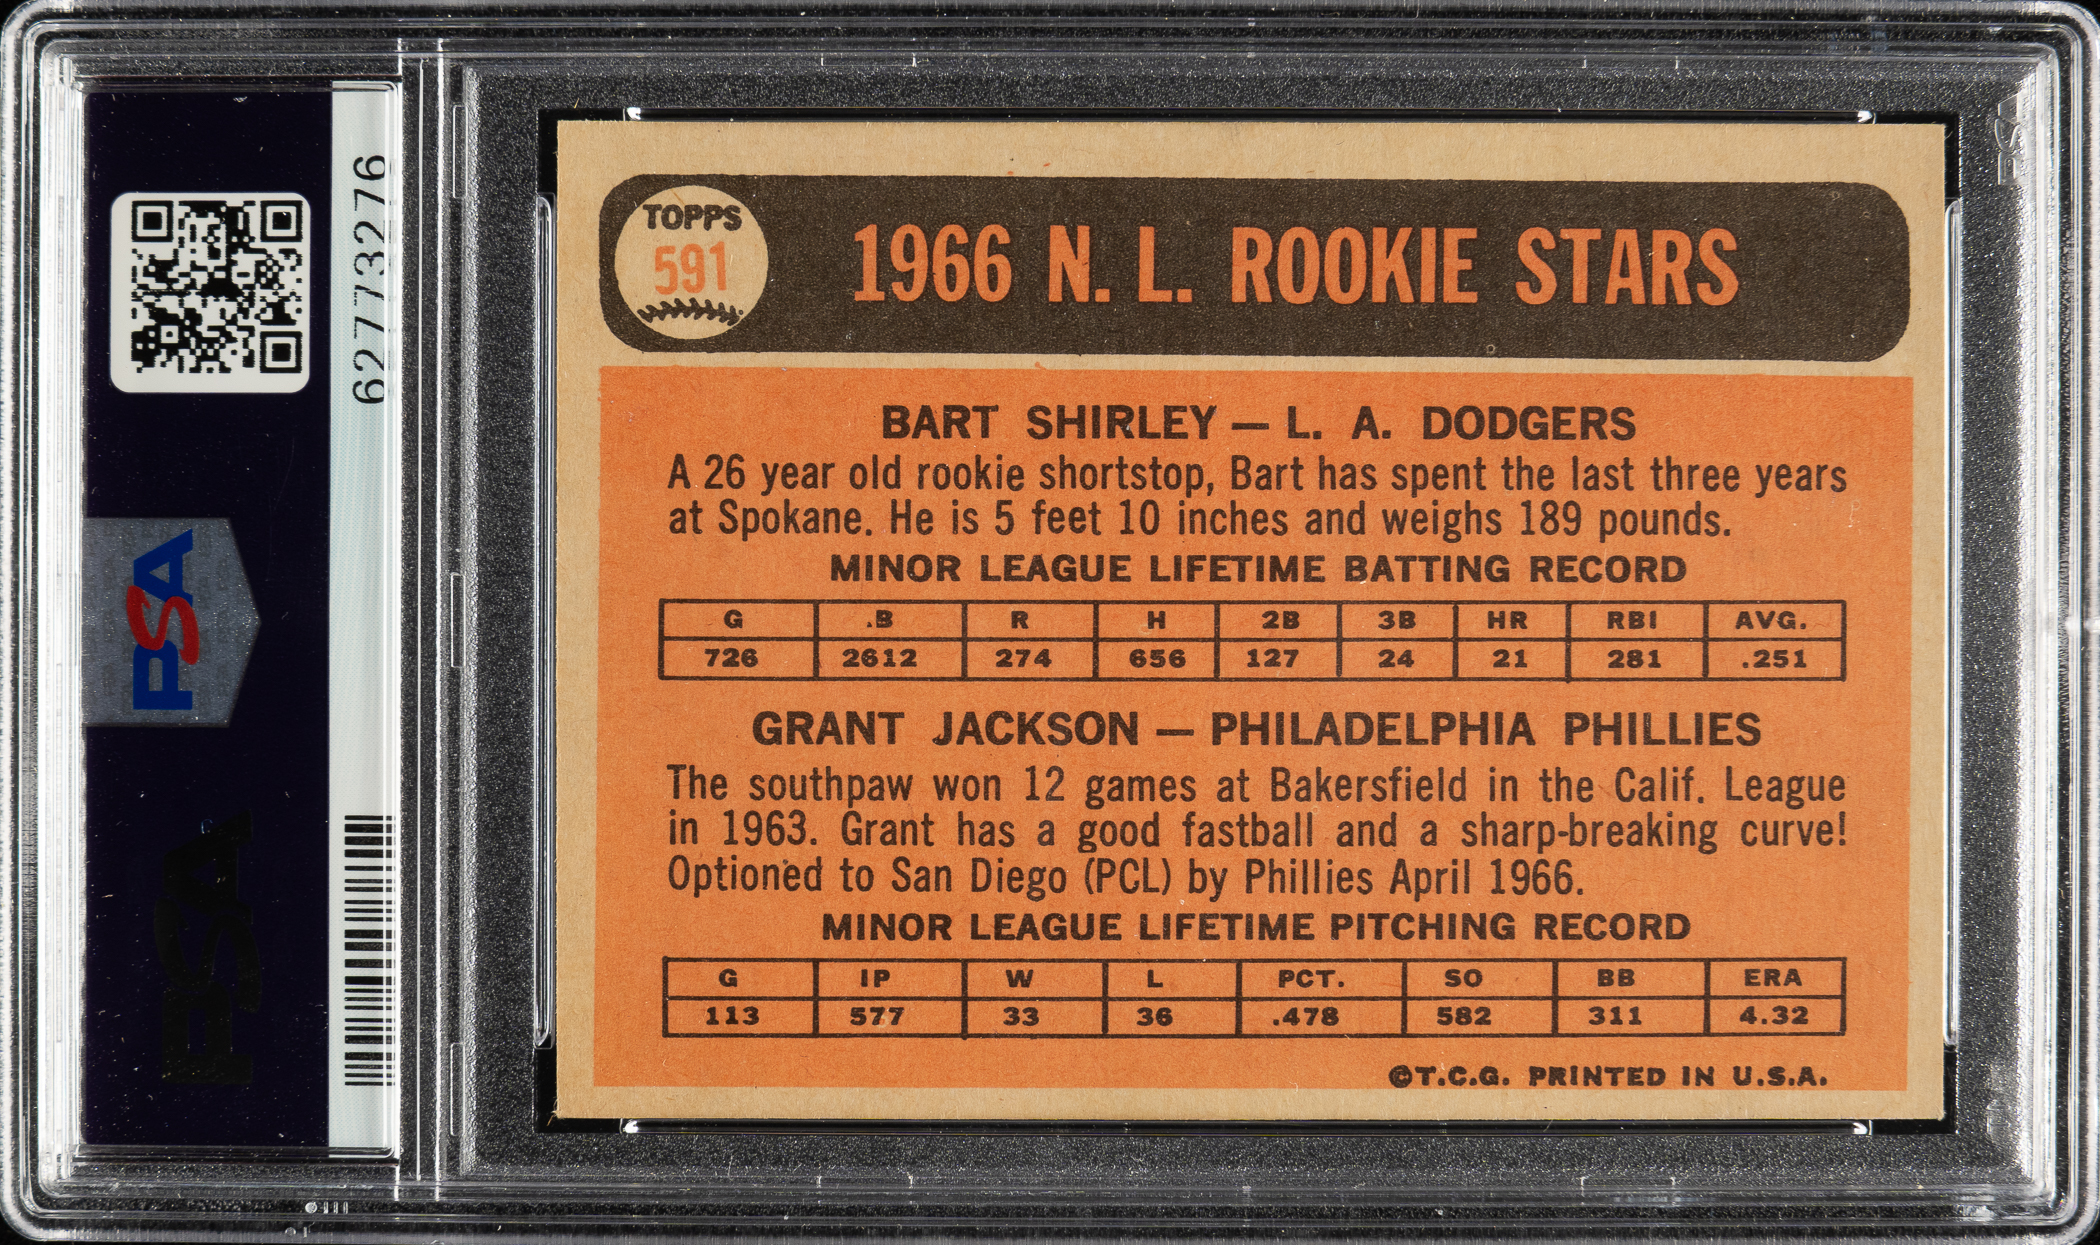 62773276
PSA
PSA
PSA
TOPPS
591
1966 N. L. ROOKIE STARS
BART SHIRLEY — L. A. DODGERS
A 26 year old rookie shortstop, Bart has spent the last three years
at Spokane. He is 5 feet 10 inches and weighs 189 pounds.
MINOR LEAGUE LIFETIME BATTING RECORD
G .B R H 2B 3B HR RBI AVG.
726 2612 274 656 127 24 21 281 .251
GRANT JACKSON — PHILADELPHIA PHILLIES
The southpaw won 12 games at Bakersfield in the Calif. League
in 1963. Grant has a good fastball and a sharp-breaking curve!
Optioned to San Diego (PCL) by Phillies April 1966.
MINOR LEAGUE LIFETIME PITCHING RECORD
G IP W L PCT. SO BB ERA
113 577 33 36 .478 582 311 4.32
©T.C.G. PRINTED IN U.S.A.